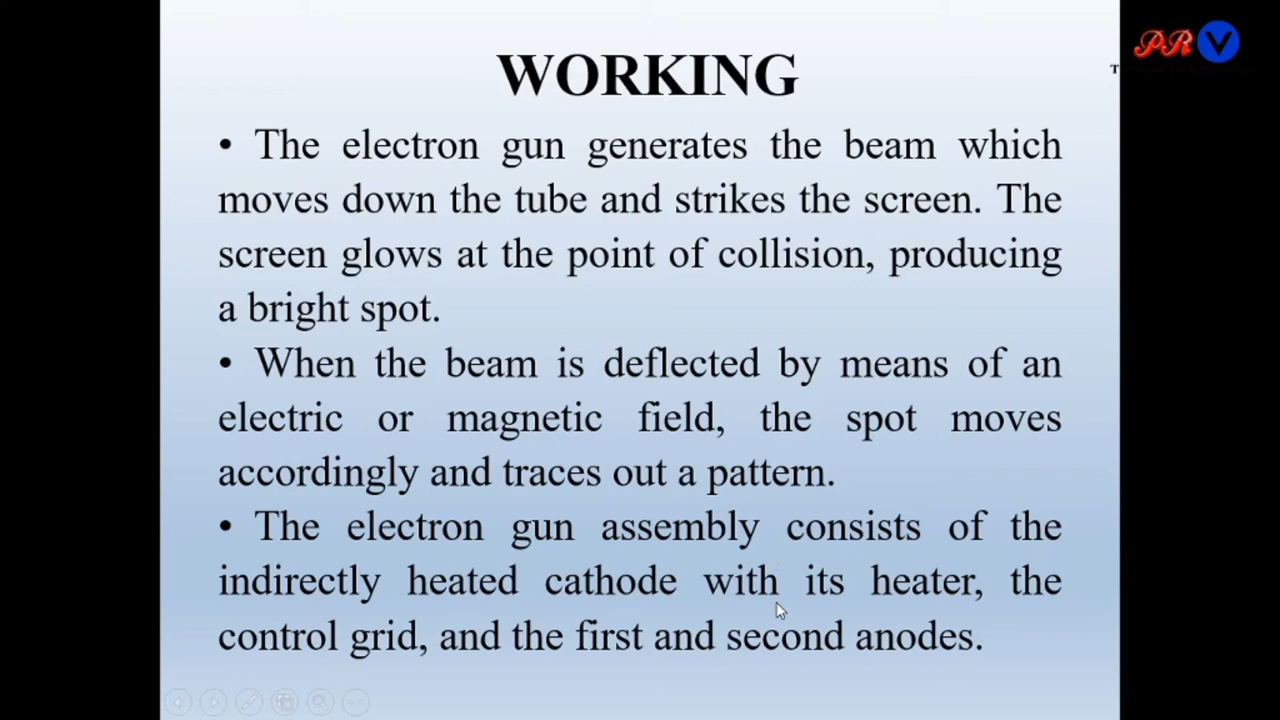 WORKING
PR V
T
• The electron gun generates the beam which
moves down the tube and strikes the screen. The
screen glows at the point of collision, producing
a bright spot.
• When the beam is deflected by means of an
electric or magnetic field, the spot moves
accordingly and traces out a pattern.
• The electron gun assembly consists of the
indirectly heated cathode with its heater, the
control grid, and the first and second anodes.